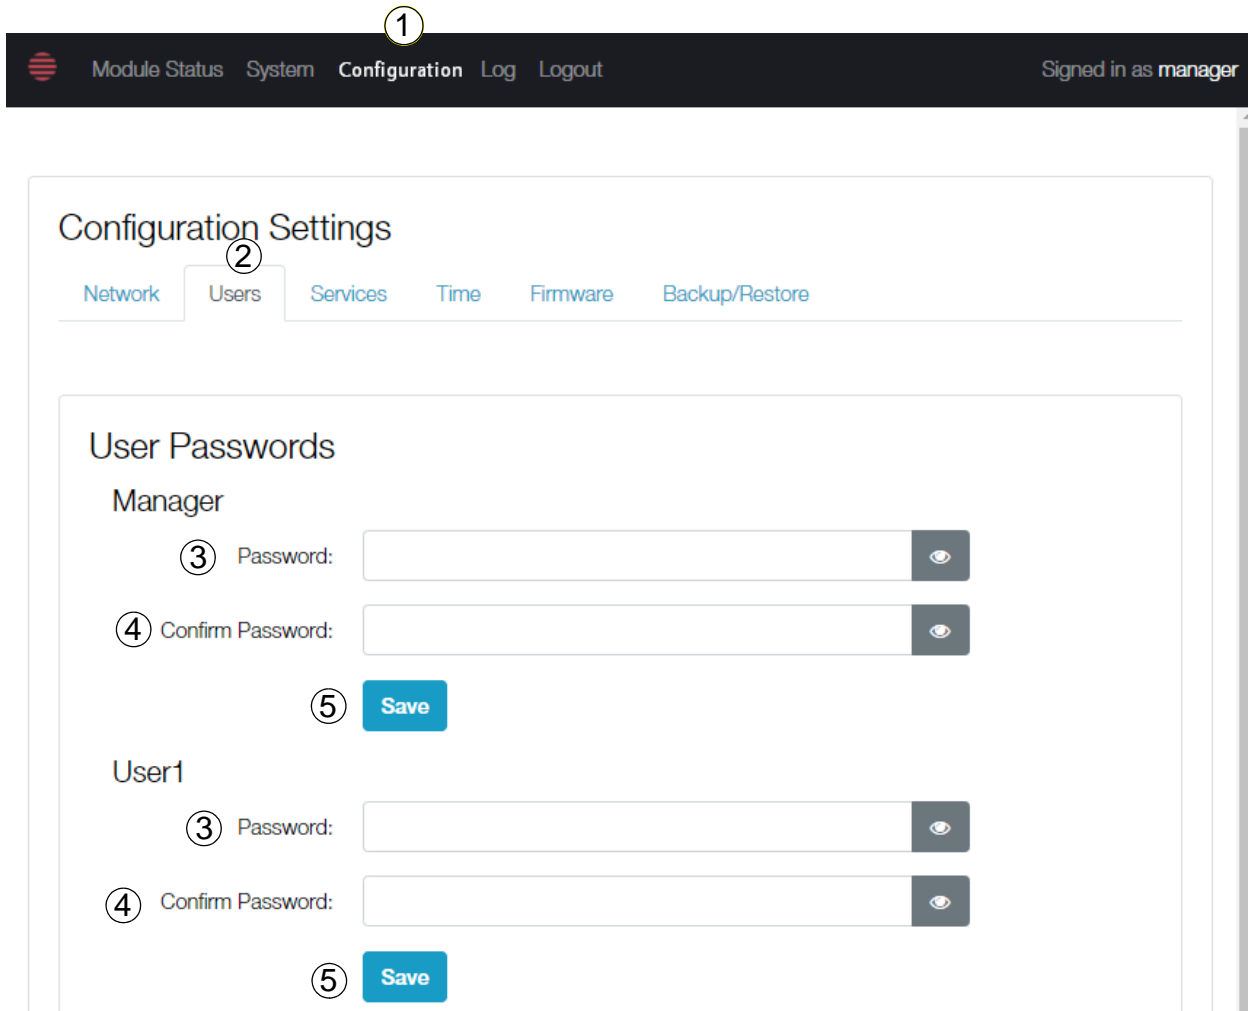 ①
Module Status System Configuration Log Logout Signed in as manager
Configuration Settings
②
Network Users Services Time Firmware Backup/Restore
User Passwords
Manager
③ Password:
④ Confirm Password:
⑤ Save
User1
③ Password:
④ Confirm Password:
⑤ Save